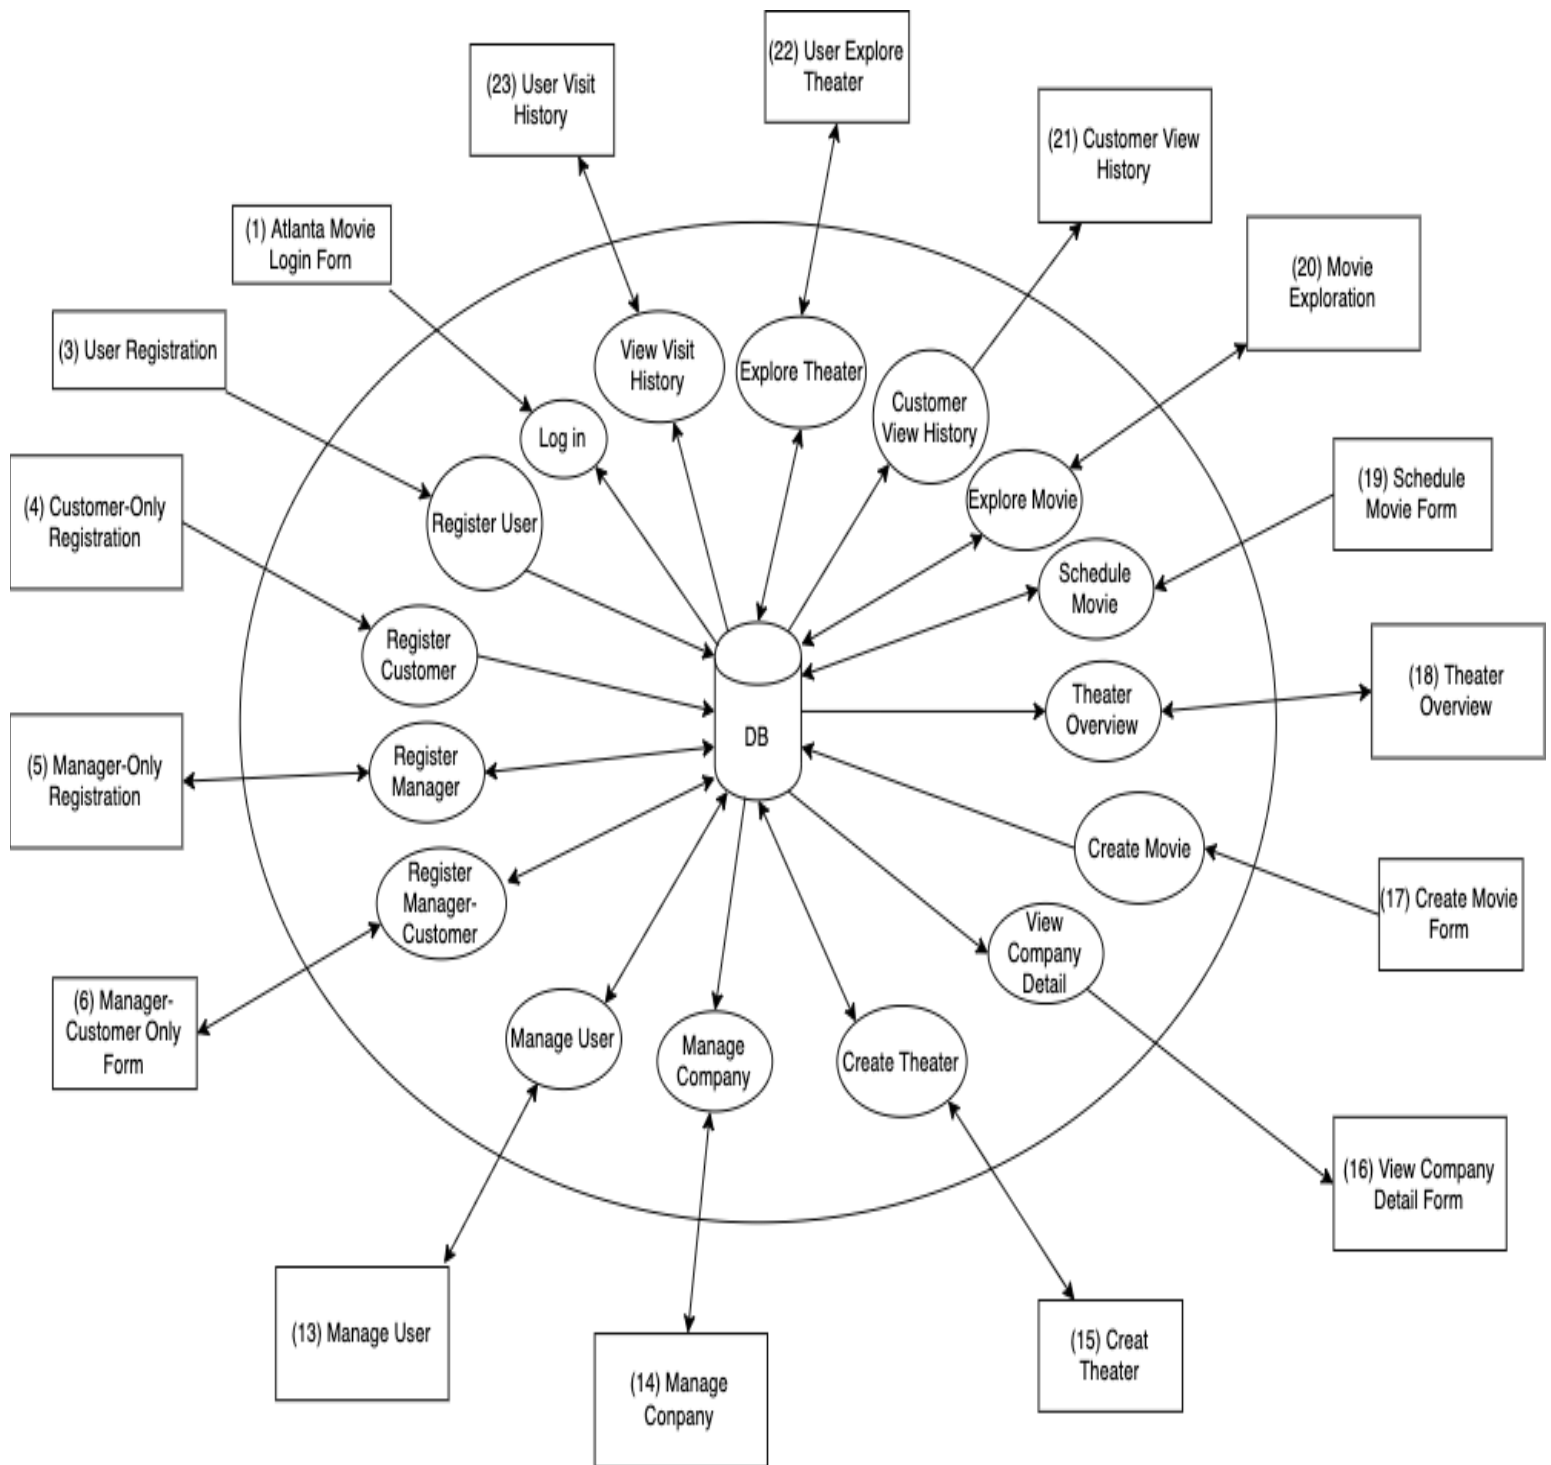 (22) User Explore
Theater
(23) User Visit
History
(21) Customer View
History
(1) Atlanta Movie
Login Forn
(20) Movie
Exploration
(3) User Registration
View Visit
History
Explore Theater
Customer
View History
Log in
(4) Customer-Only
Registration
Register User
Explore Movie
(19) Schedule
Movie Form
Schedule
Movie
Register
Customer
Theater
Overview
(18) Theater
Overview
DB
(5) Manager-Only
Registration
Register
Manager
Create Movie
(17) Create Movie
Form
Register
Manager-
Customer
View
Company
Detail
(6) Manager-
Customer Only
Form
Manage User
Manage
Company
Create Theater
(16) View Company
Detail Form
(13) Manage User
(14) Manage
Conpany
(15) Creat
Theater